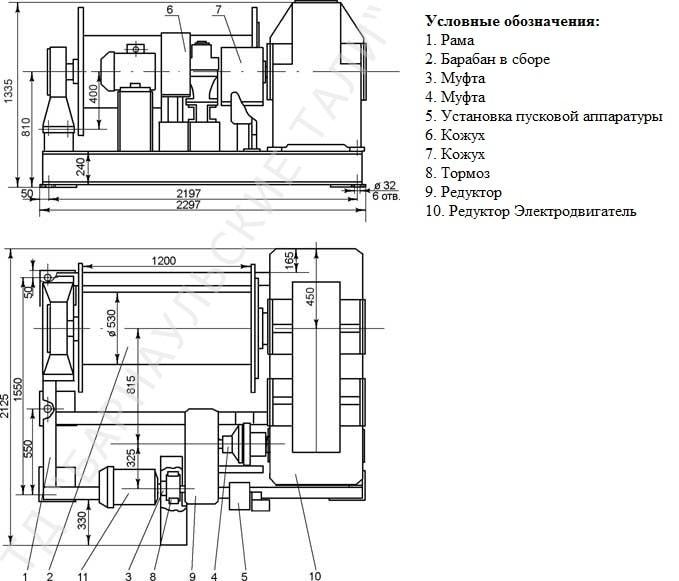 Условные обозначения:
1. Рама
2. Барабан в сборе
3. Муфта
4. Муфта
5. Установка пусковой аппаратуры
6. Кожух
7. Кожух
8. Тормоз
9. Редуктор
10. Редуктор Электродвигатель
6
7
1335
810
400
240
50
2197
2297
ø 32
6 отв.
1200
165
450
50
ø 530
815
2125
1550
550
325
330
1
2
11
3
8
9
4
5
10
ТД "БАРНАУЛЬСКИЕ ТАЛИ"